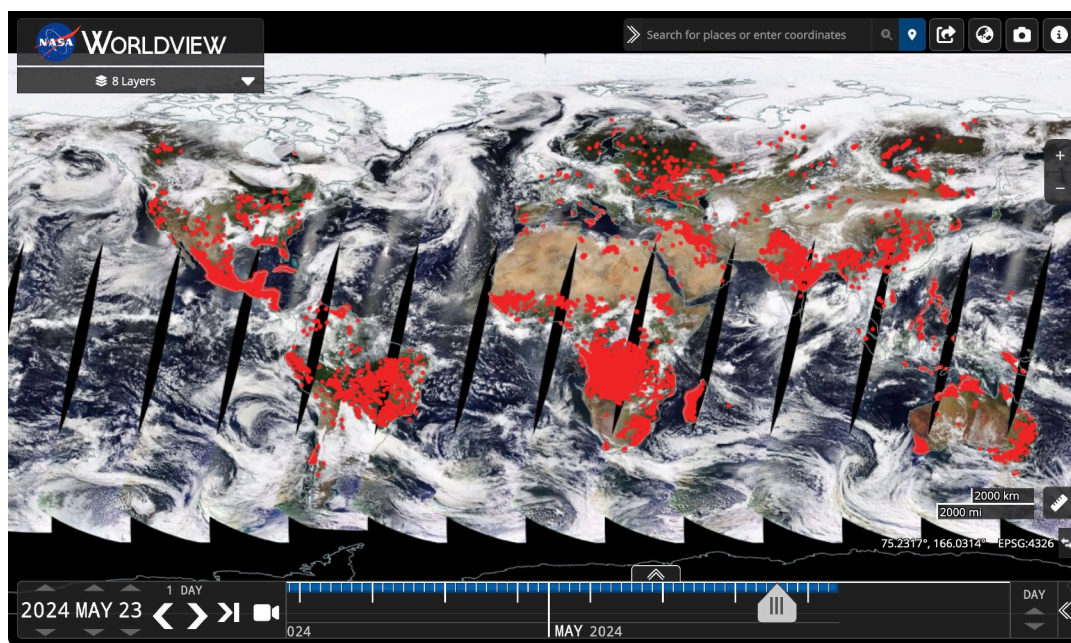 NASA WORLDVIEW
Search for places or enter coordinates
8 Layers
2000 km
2000 mi
75.2317°, 166.0314° EPSG:4326
1 DAY
2024 MAY 23
DAY
024
MAY 2024